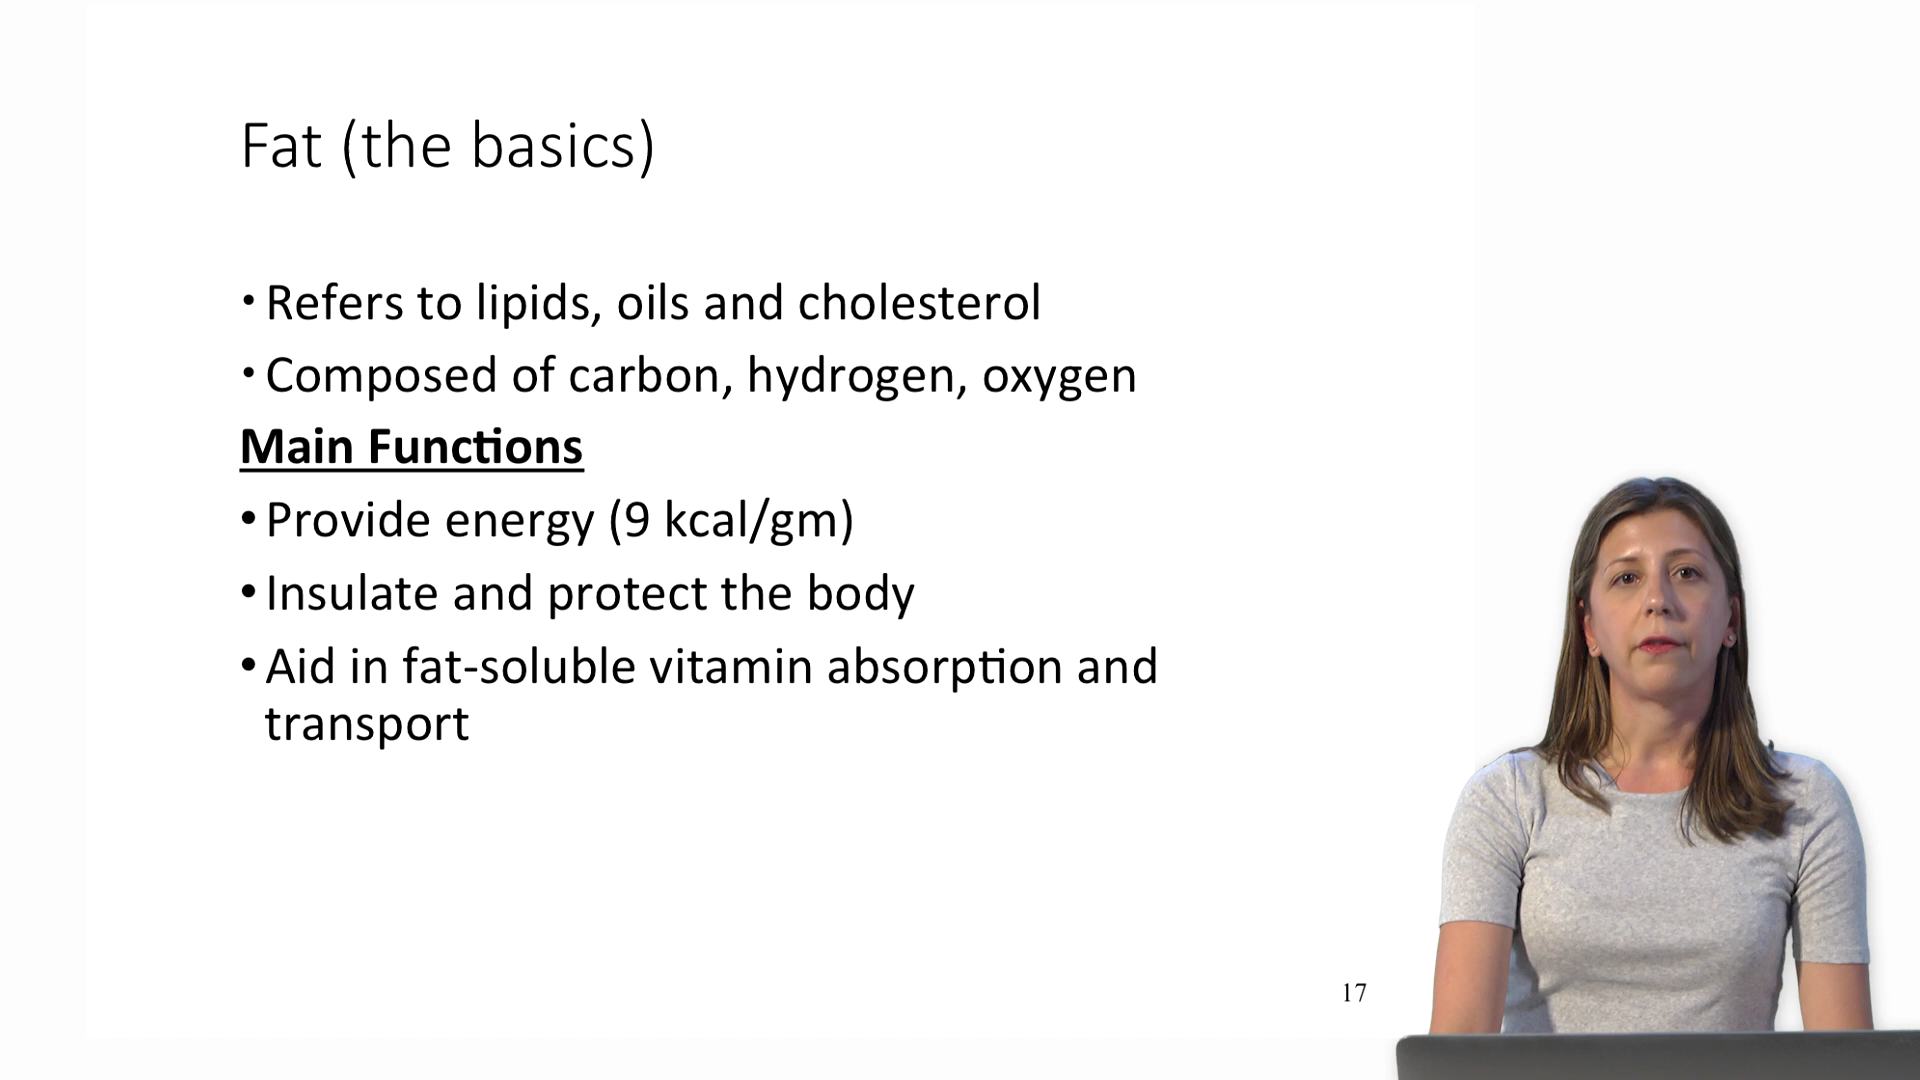 Fat (the basics)
• Refers to lipids, oils and cholesterol
• Composed of carbon, hydrogen, oxygen
Main Functions
• Provide energy (9 kcal/gm)
• Insulate and protect the body
• Aid in fat-soluble vitamin absorption and
transport
17